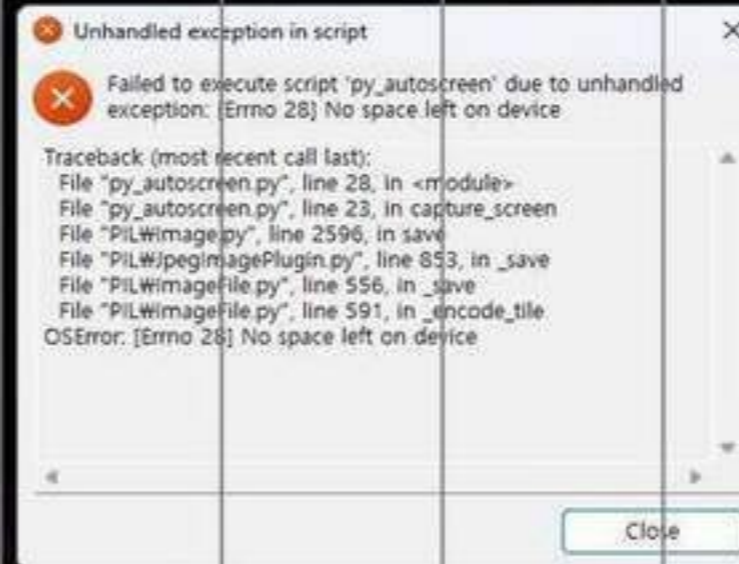 Unhandled exception in script
Failed to execute script 'py_autoscreen' due to unhandled
exception: [Errno 28] No space left on device
Traceback (most recent call last):
File "py_autoscreen.py", line 28, in <module>
File "py_autoscreen.py", line 23, in capture_screen
File "PIL₩Image.py", line 2596, in save
File "PIL₩JpegImagePlugin.py", line 853, in _save
File "PIL₩ImageFile.py", line 556, in _save
File "PIL₩ImageFile.py", line 591, in _encode_tile
OSError: [Errno 28] No space left on device
Close